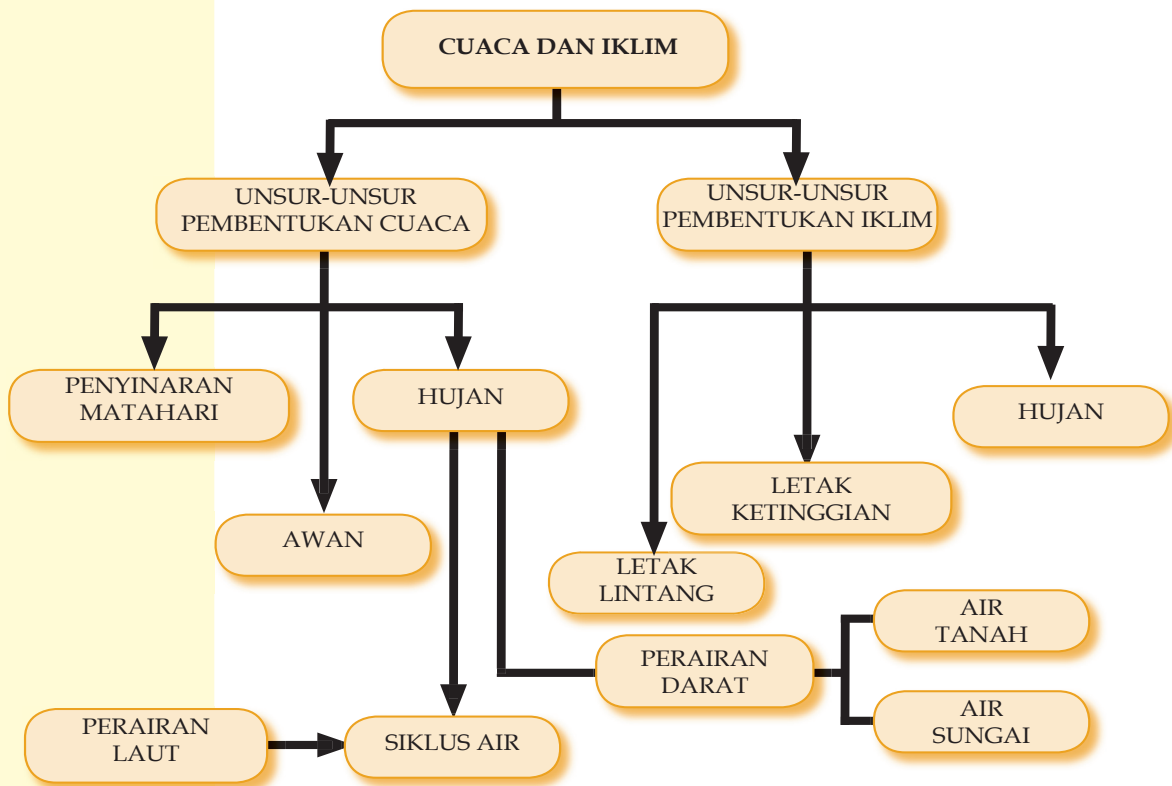 CUACA DAN IKLIM
UNSUR-UNSUR
PEMBENTUKAN CUACA
UNSUR-UNSUR
PEMBENTUKAN IKLIM
PENYINARAN
MATAHARI
HUJAN
HUJAN
LETAK
KETINGGIAN
AWAN
LETAK
LINTANG
AIR
TANAH
PERAIRAN
DARAT
AIR
SUNGAI
PERAIRAN
LAUT
SIKLUS AIR